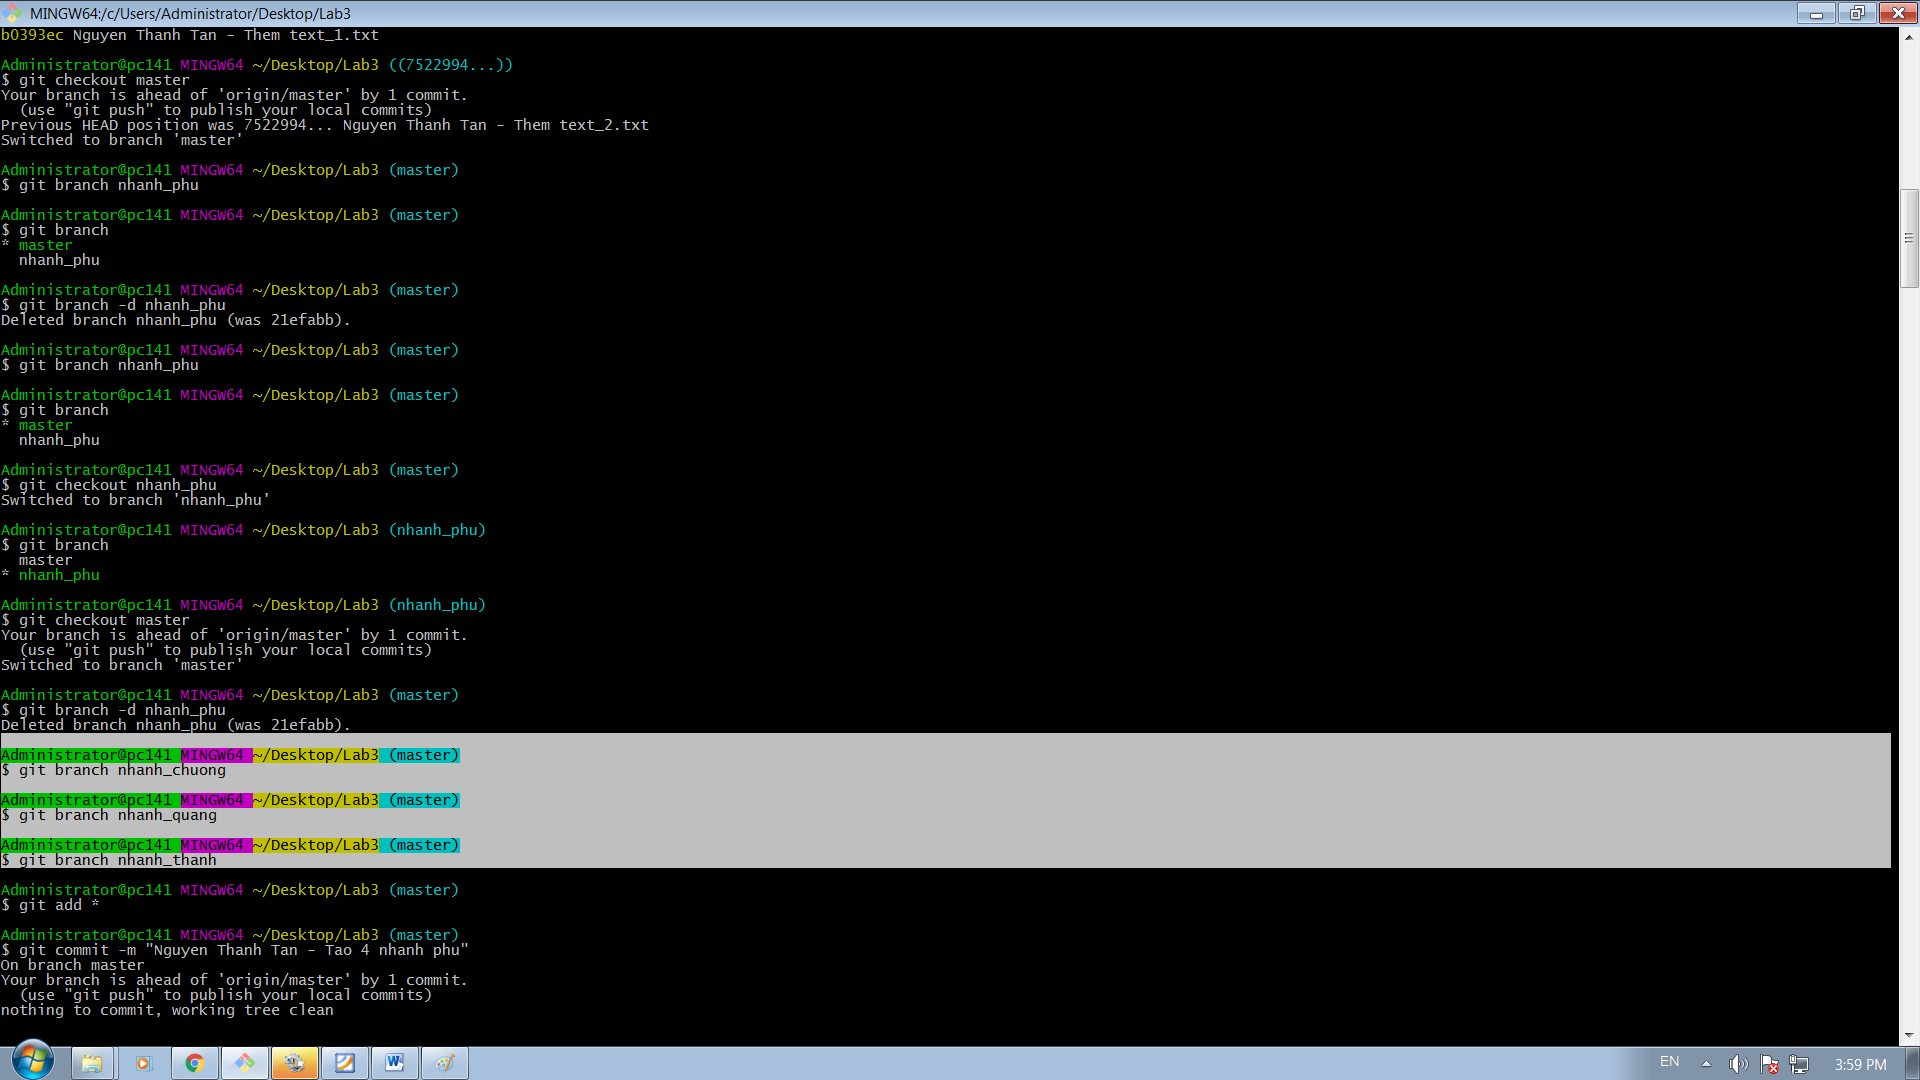 MINGW64:/c/Users/Administrator/Desktop/Lab3
b0393ec Nguyen Thanh Tan - Them text_1.txt
Administrator@pc141 MINGW64 ~/Desktop/Lab3 ((7522994...))
$ git checkout master
Your branch is ahead of 'origin/master' by 1 commit.
  (use "git push" to publish your local commits)
Previous HEAD position was 7522994... Nguyen Thanh Tan - Them text_2.txt
Switched to branch 'master'
Administrator@pc141 MINGW64 ~/Desktop/Lab3 (master)
$ git branch nhanh_phu
Administrator@pc141 MINGW64 ~/Desktop/Lab3 (master)
$ git branch
* master
  nhanh_phu
Administrator@pc141 MINGW64 ~/Desktop/Lab3 (master)
$ git branch -d nhanh_phu
Deleted branch nhanh_phu (was 21efabb).
Administrator@pc141 MINGW64 ~/Desktop/Lab3 (master)
$ git branch nhanh_phu
Administrator@pc141 MINGW64 ~/Desktop/Lab3 (master)
$ git branch
* master
  nhanh_phu
Administrator@pc141 MINGW64 ~/Desktop/Lab3 (master)
$ git checkout nhanh_phu
Switched to branch 'nhanh_phu'
Administrator@pc141 MINGW64 ~/Desktop/Lab3 (nhanh_phu)
$ git branch
  master
* nhanh_phu
Administrator@pc141 MINGW64 ~/Desktop/Lab3 (nhanh_phu)
$ git checkout master
Your branch is ahead of 'origin/master' by 1 commit.
  (use "git push" to publish your local commits)
Switched to branch 'master'
Administrator@pc141 MINGW64 ~/Desktop/Lab3 (master)
$ git branch -d nhanh_phu
Deleted branch nhanh_phu (was 21efabb).
Administrator@pc141 MINGW64 ~/Desktop/Lab3 (master)
$ git branch nhanh_chuong
Administrator@pc141 MINGW64 ~/Desktop/Lab3 (master)
$ git branch nhanh_quang
Administrator@pc141 MINGW64 ~/Desktop/Lab3 (master)
$ git branch nhanh_thanh
Administrator@pc141 MINGW64 ~/Desktop/Lab3 (master)
$ git add *
Administrator@pc141 MINGW64 ~/Desktop/Lab3 (master)
$ git commit -m "Nguyen Thanh Tan - Tao 4 nhanh phu"
On branch master
Your branch is ahead of 'origin/master' by 1 commit.
  (use "git push" to publish your local commits)
nothing to commit, working tree clean
EN
3:59 PM